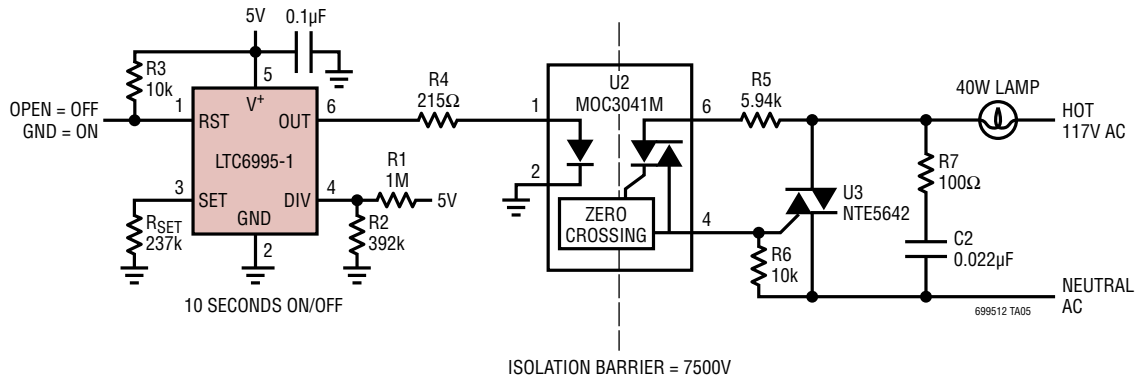 5V
0.1µF
R3
10k
OPEN = OFF
GND = ON
1
5
V+
RST
OUT
6
LTC6995-1
3
SET
DIV
4
GND
2
RSET
237k
R1
1M
5V
R2
392k
10 SECONDS ON/OFF
R4
215Ω
U2
MOC3041M
1
2
6
4
ZERO
CROSSING
ISOLATION BARRIER = 7500V
R5
5.94k
40W LAMP
HOT
117V AC
R7
100Ω
U3
NTE5642
R6
10k
C2
0.022µF
NEUTRAL
AC
699512 TA05